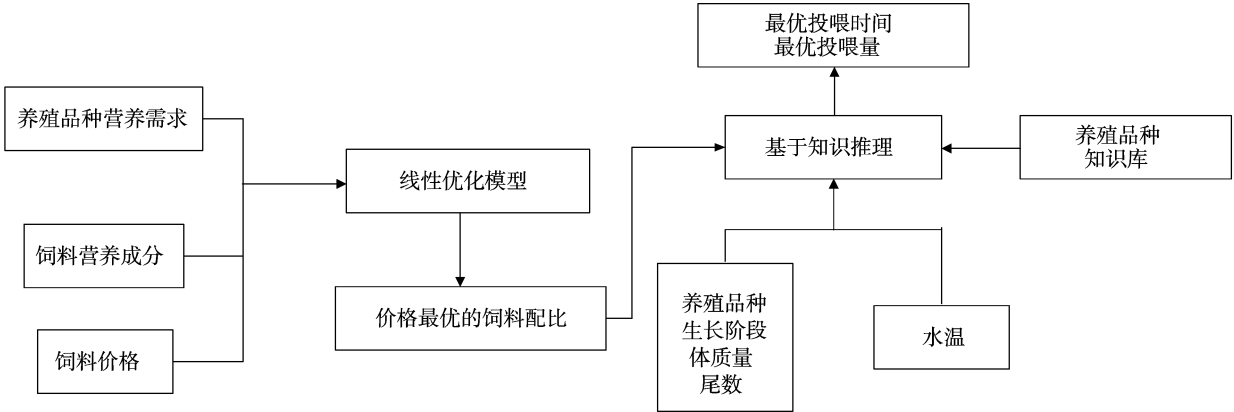 最优投喂时间
最优投喂量
养殖品种营养需求
基于知识推理
养殖品种
知识库
线性优化模型
饲料营养成分
价格最优的饲料配比
养殖品种
生长阶段
体质量
尾数
水温
饲料价格